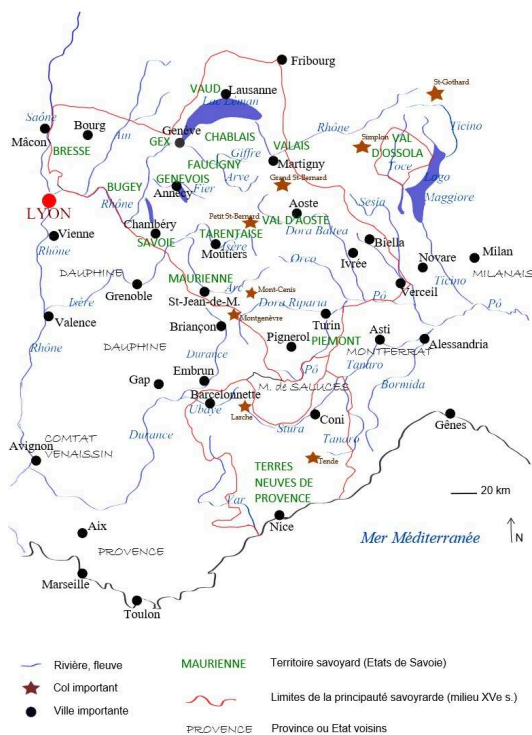 Fribourg
St-Gothard
VAUD
Lausanne
Lac Léman
Saône
Mâcon
Bourg
Ain
Genève
GEX
CHABLAIS
Rhône
Simplon
VAL
D'OSSOLA
Toce
Ticino
Lago
Maggiore
BRESSE
VALAIS
Martigny
FAUCIGNY
Giffre
Arve
GENEVOIS
Annecy
Fier
BUGEY
Rhône
Grand St-Bernard
LYON
Vienne
Rhône
Aoste
Petit St-Bernard
VAL D'AOSTE
Dora Baltea
Sesia
Chambéry
SAVOIE
TARENTAISE
Isère
Moutiers
Biella
Ivrée
Novare
Milan
MILANAIS
DAUPHINE
Orco
Ticino
MAURIENNE
Mont-Cenis
Arc
Isère
Grenoble
St-Jean-de-M.
Dora Riparia
Verceil
Pô
Pô
Valence
Montgenèvre
Briançon
Turin
Asti
Alessandria
Rhône
DAUPHINE
Pignerol
PIEMONT
MONTFERRAT
Durance
Pô
Tanaro
Bormida
Gap
Embrun
M. de SALUCES
Barcelonnette
Ubaye
Larche
Stura
Coni
Gênes
Durance
Tanaro
Avignon
COMTAT
VENAISSIN
Tende
TERRES
NEUVES DE
PROVENCE
20 km
Var
Nice
Aix
PROVENCE
Mer Méditerranée
N
Marseille
Toulon
Rivière, fleuve
MAURIENNE
Territoire savoyard (Etats de Savoie)
Col important
Limites de la principauté savoyrarde (milieu XVe s.)
Ville importante
PROVENCE
Province ou Etat voisins